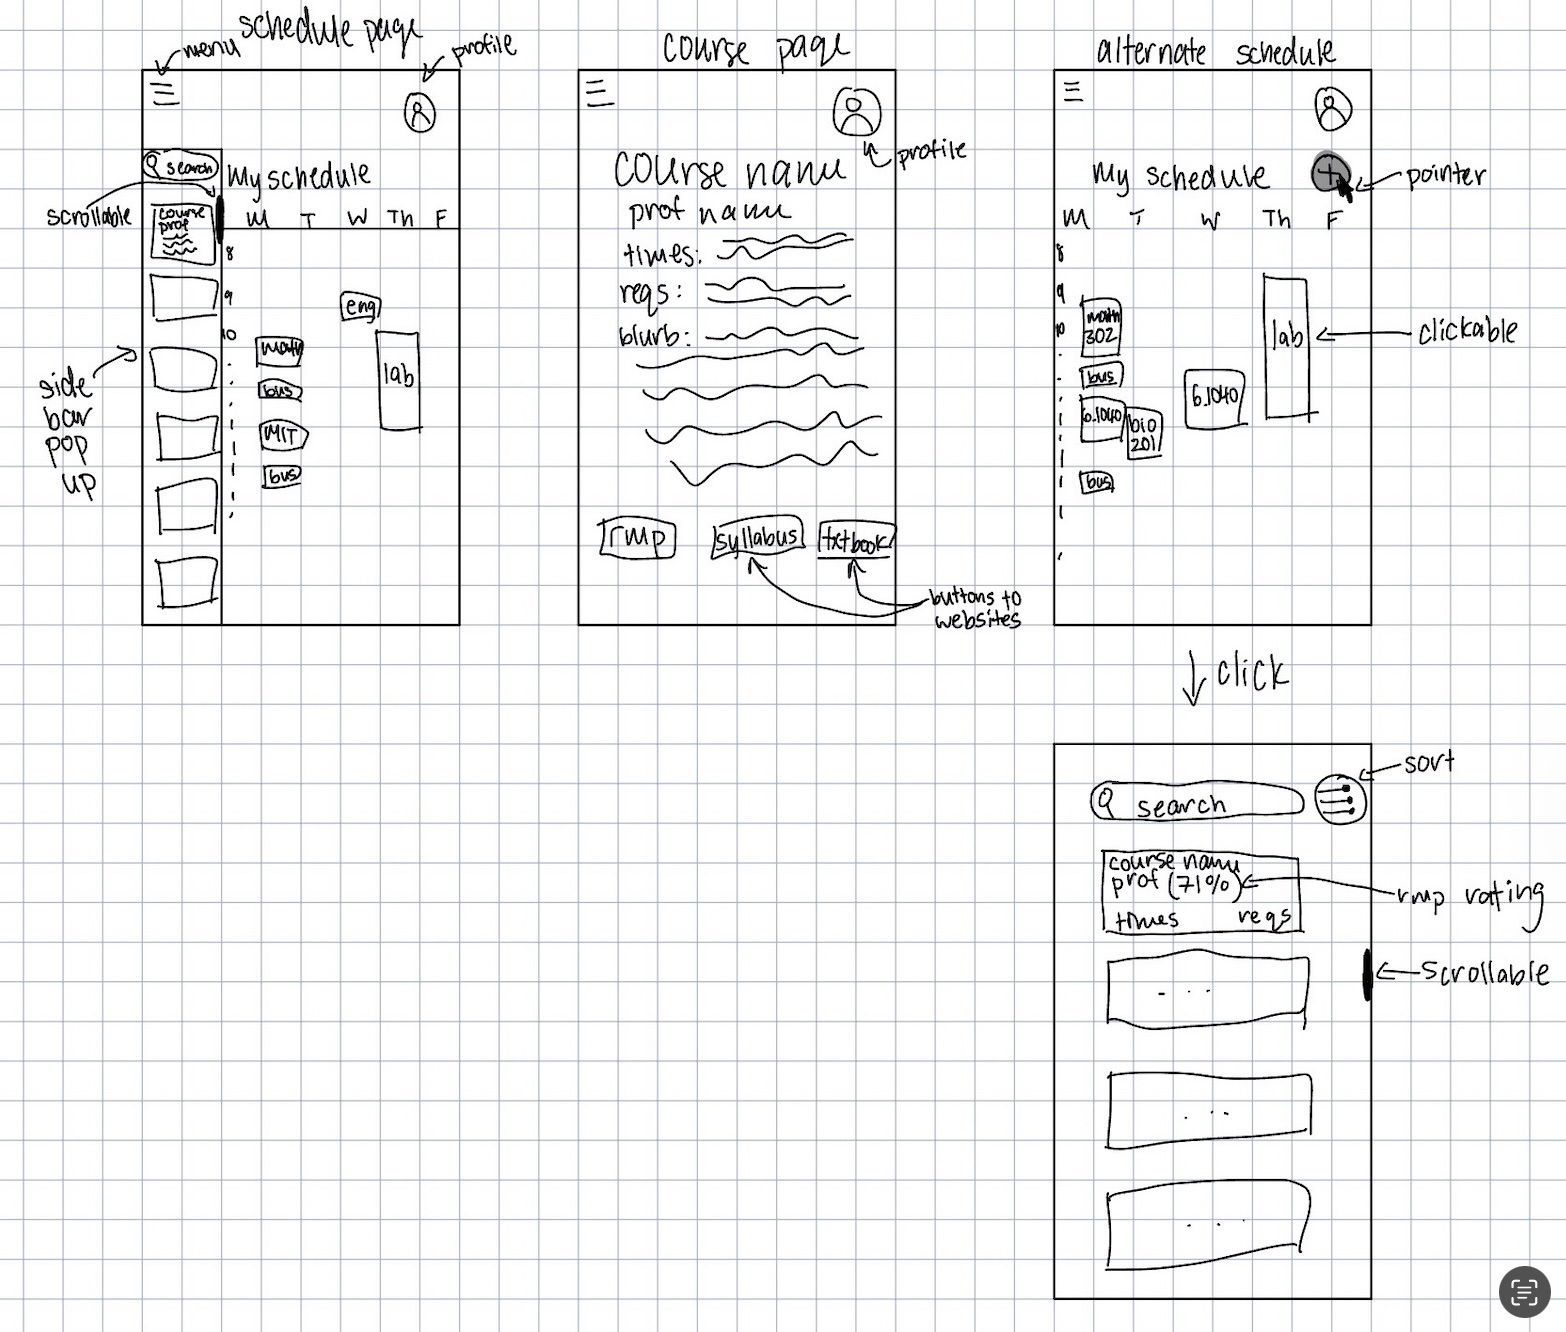 schedule page
menu
profile
search
My schedule
scrollable
M T W Th F
course
prof
8
9
10
eng
math
lab
bus
MIT
bus
side
bar
pop
up
course page
profile
course name
prof name
times:
reqs:
blurb:
rmp
syllabus
txtbook
buttons to
websites
alternate schedule
My schedule
+
pointer
M T W Th F
8
9
10
math
302
lab
clickable
bus
6.1040
6.1040
bio
201
bus
click
sort
search
course name
prof (71%)
rmp rating
times reqs
scrollable